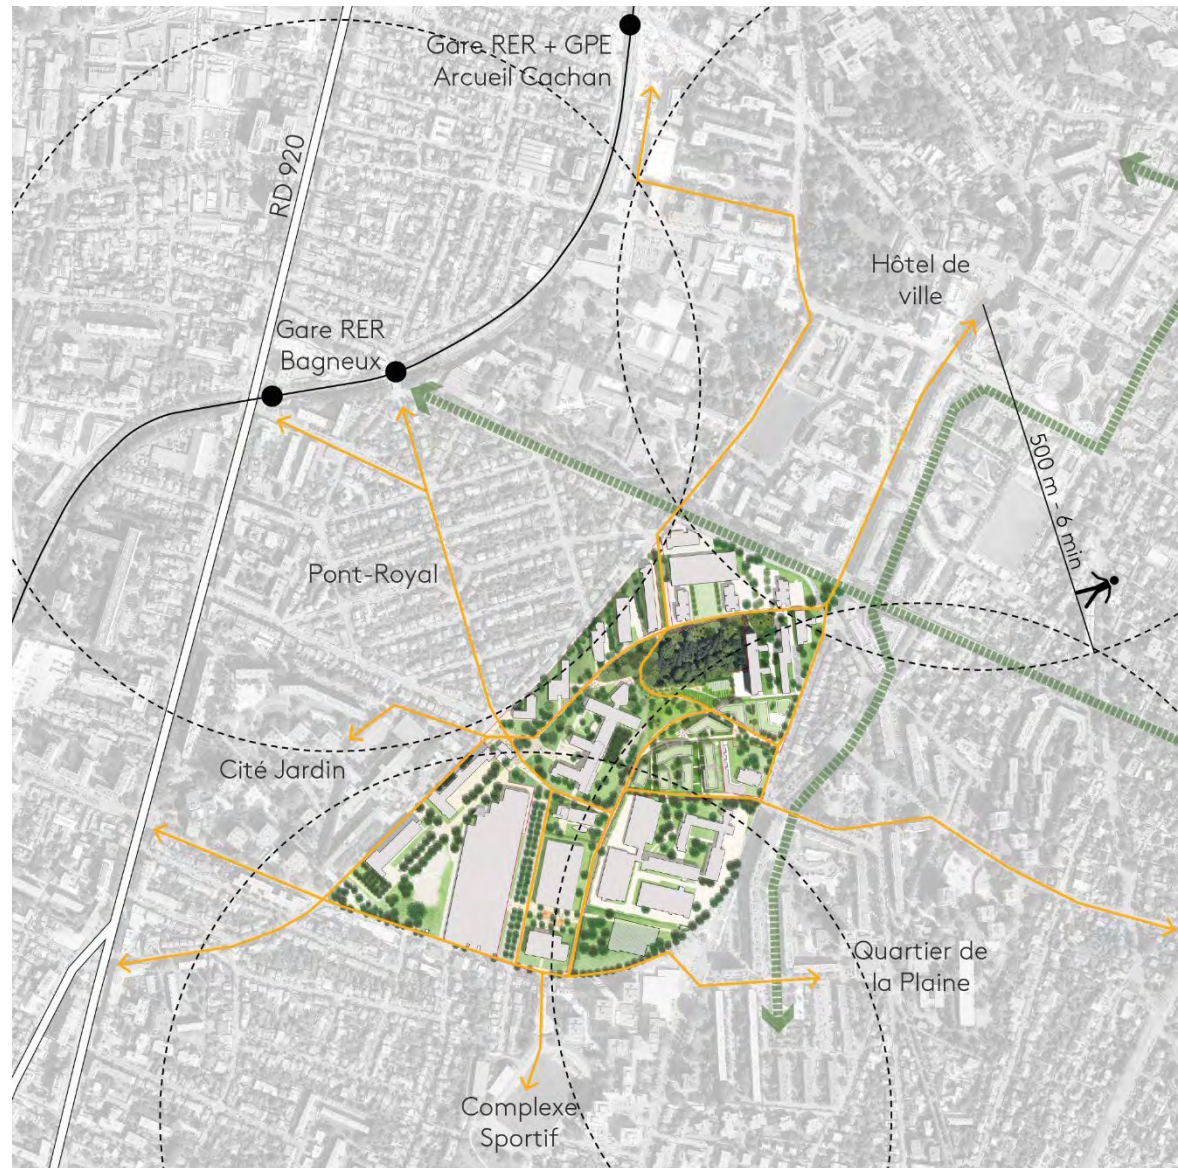 Gare RER + GPE
Arcueil Cachan
RD 920
Hôtel de
ville
Gare RER
Bagneux
500 m - 6 min
Pont-Royal
Cité Jardin
Quartier de
la Plaine
Complexe
Sportif